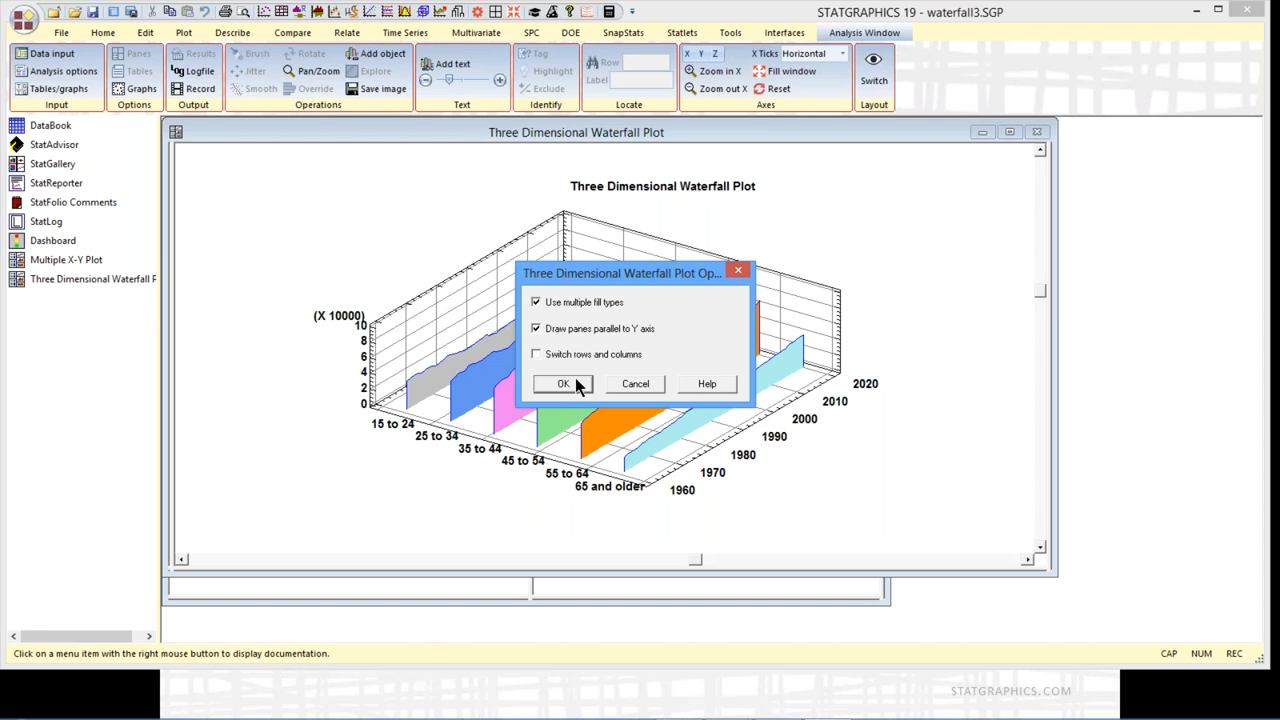 STATGRAPHICS 19 - waterfall3.SGP
File Home Edit Plot Describe Compare Relate Time Series Multivariate SPC DOE SnapStats Statlets Tools Interfaces Analysis Window
Data input Panes Results Brush Rotate Add object Add text Tag Row X Y Z X Ticks Horizontal
Analysis options Tables Logfile Jitter Pan/Zoom Explore Highlight Label Zoom in X Fill window Switch
Tables/graphs Graphs Record Smooth Override Save image Exclude Zoom out X Reset
Input Options Output Operations Text Identify Locate Axes Layout
DataBook
StatAdvisor
StatGallery
StatReporter
StatFolio Comments
StatLog
Dashboard
Multiple X-Y Plot
Three Dimensional Waterfall P
Three Dimensional Waterfall Plot
Three Dimensional Waterfall Plot
(X 10000)
10
8
6
4
2
0
15 to 24
25 to 34
35 to 44
45 to 54
55 to 64
65 and older
1960
1970
1980
1990
2000
2010
2020
Three Dimensional Waterfall Plot Op...
Use multiple fill types
Draw panes parallel to Y axis
Switch rows and columns
OK Cancel Help
Click on a menu item with the right mouse button to display documentation.
CAP NUM REC
STATGRAPHICS.COM